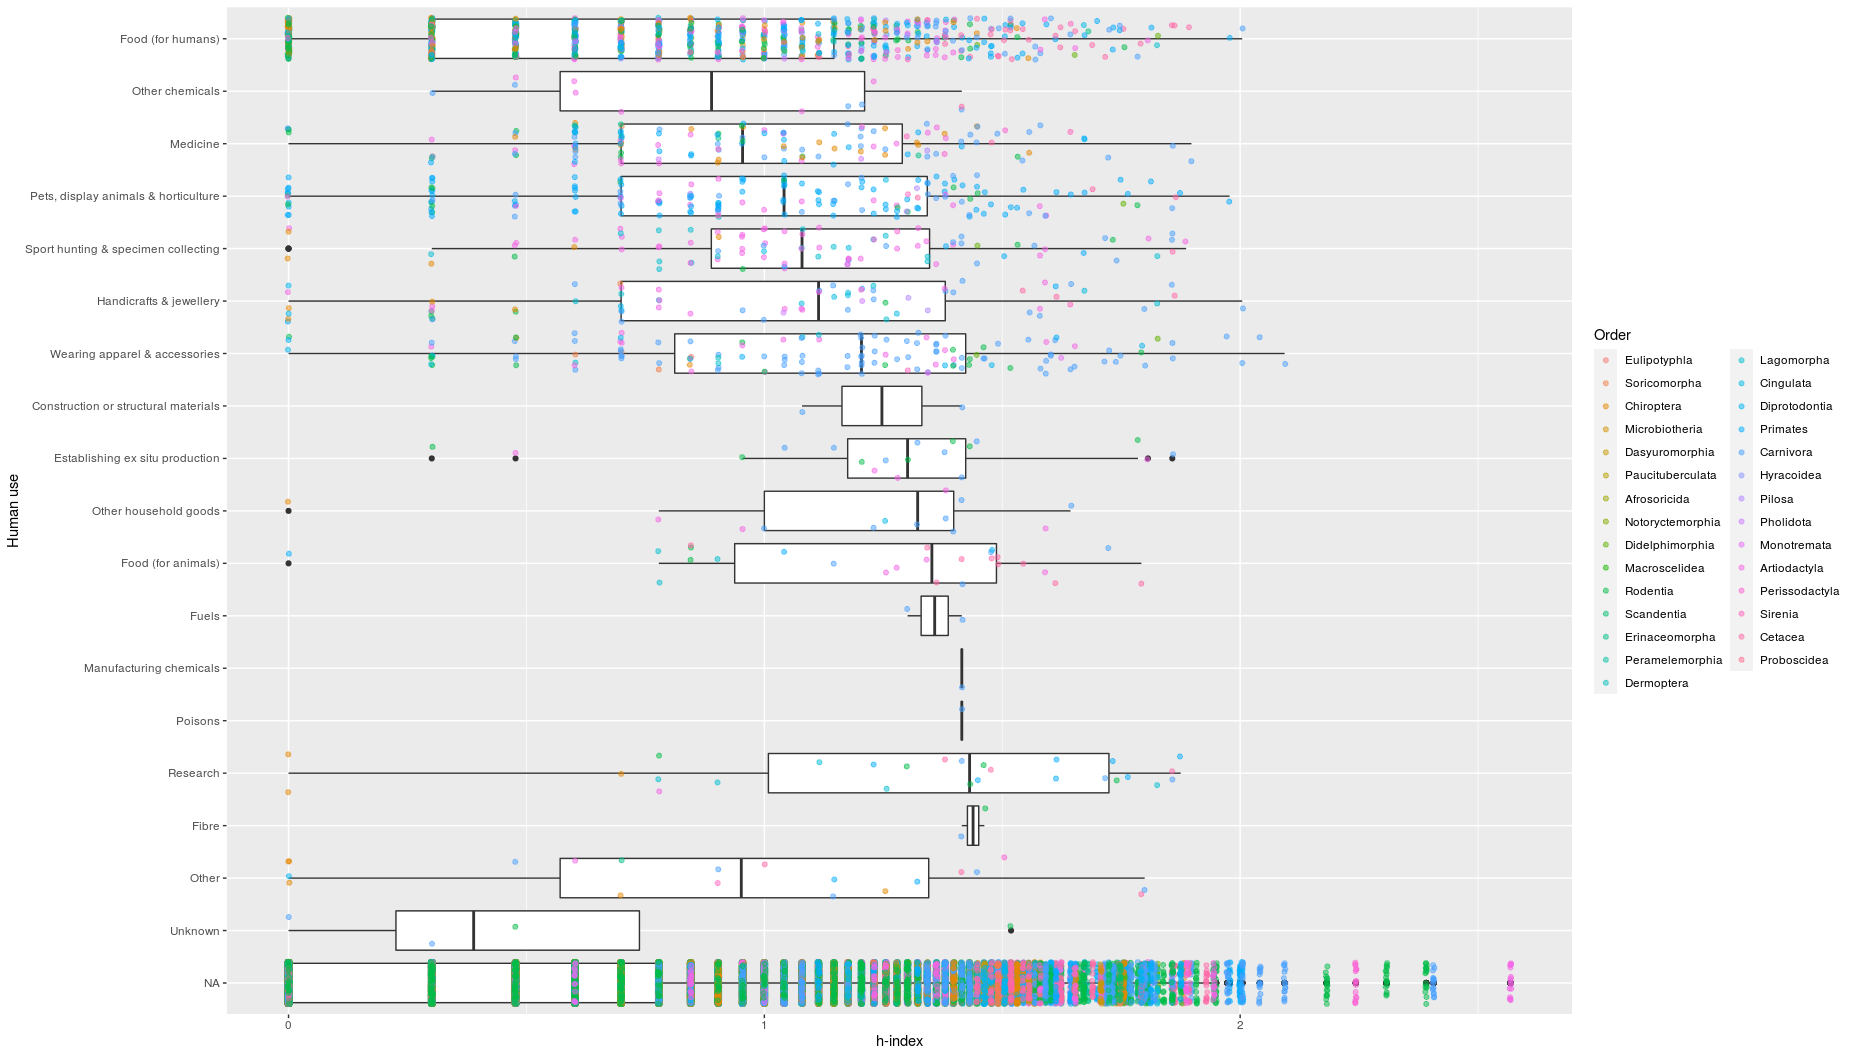 Food (for humans)
Other chemicals
Medicine
Pets, display animals & horticulture
Sport hunting & specimen collecting
Handicrafts & jewellery
Wearing apparel & accessories
Construction or structural materials
Establishing ex situ production
Other household goods
Food (for animals)
Fuels
Manufacturing chemicals
Poisons
Research
Fibre
Other
Unknown
NA
Human use
0
1
2
h-index
Order
Eulipotyphla
Soricomorpha
Chiroptera
Microbiotheria
Dasyuromorphia
Paucituberculata
Afrosoricida
Notoryctemorphia
Didelphimorphia
Macroscelidea
Rodentia
Scandentia
Erinaceomorpha
Peramelemorphia
Dermoptera
Lagomorpha
Cingulata
Diprotodontia
Primates
Carnivora
Hyracoidea
Pilosa
Pholidota
Monotremata
Artiodactyla
Perissodactyla
Sirenia
Cetacea
Proboscidea